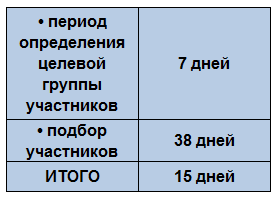 • период
определения
целевой
группы
участников
7 дней
• подбор
участников
38 дней
ИТОГО
15 дней